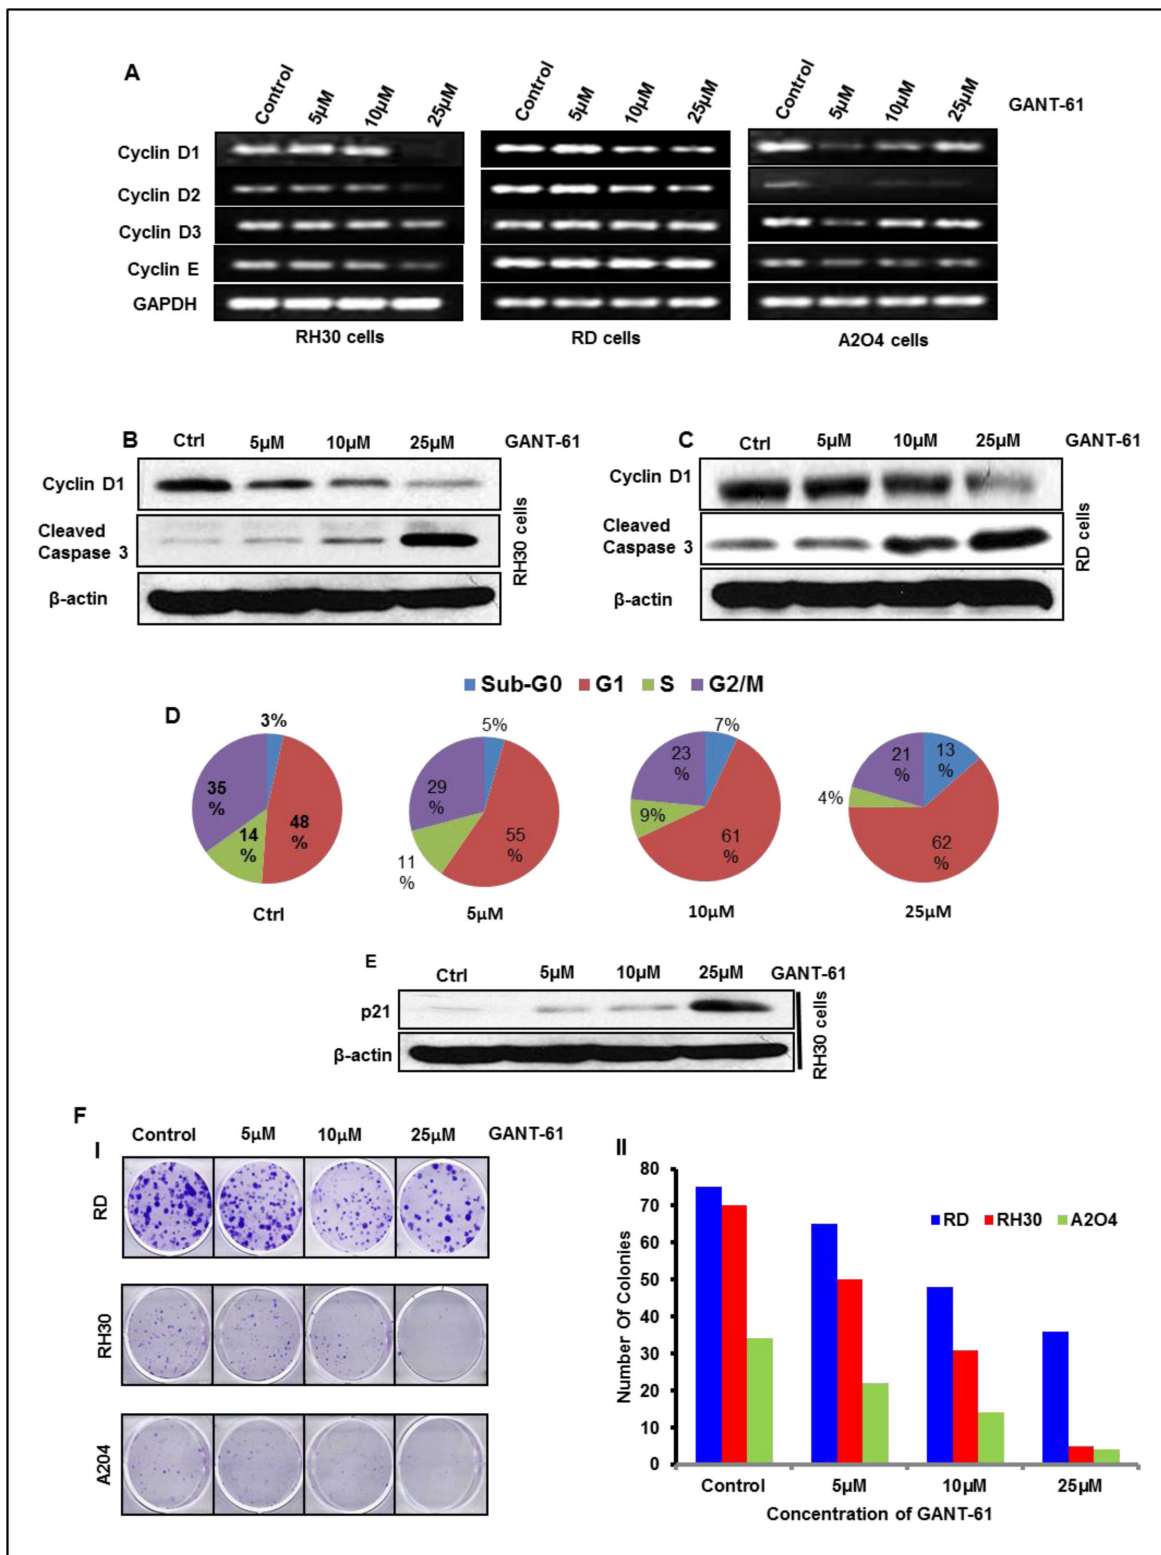 A
Control 5µM 10µM 25µM Control 5µM 10µM 25µM Control 5µM 10µM 25µM GANT-61
Cyclin D1
Cyclin D2
Cyclin D3
Cyclin E
GAPDH
RH30 cells RD cells A2O4 cells
B Ctrl 5µM 10µM 25µM GANT-61
Cyclin D1
Cleaved
Caspase 3
β-actin
RH30 cells
C Ctrl 5µM 10µM 25µM GANT-61
Cyclin D1
Cleaved
Caspase 3
β-actin
RD cells
Sub-G0 G1 S G2/M
D
3%
35
%
14
%
48
%
Ctrl
5%
29
%
11
%
55
%
5µM
7%
23
%
9%
61
%
10µM
13
%
21
%
4%
62
%
25µM
E Ctrl 5µM 10µM 25µM GANT-61
p21
β-actin
RH30 cells
F
I Control 5µM 10µM 25µM GANT-61
RD
RH30
A204
II
Number Of Colonies
80
70
60
50
40
30
20
10
0
RD RH30 A2O4
Control 5µM 10µM 25µM
Concentration of GANT-61